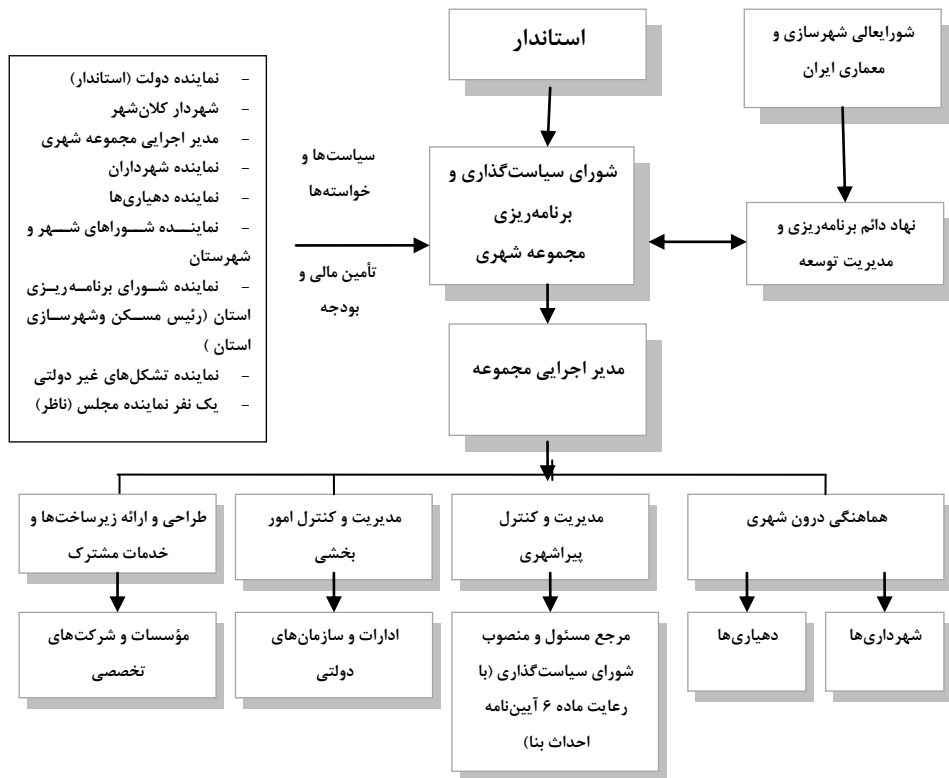 استاندار
شورایعالی شهرسازی و
معماری ایران
- نماینده دولت (استاندار)
- شهردار کلان‌شهر
- مدیر اجرایی مجموعه شهری
- نماینده شهرداران
- نماینده دهیاری‌ها
- نماینده شوراهای شهر و
شهرستان
- نماینده شورای برنامه‌ریزی
استان (رئیس مسکن وشهرسازی
استان )
- نماینده تشکل‌های غیر دولتی
- یک نفر نماینده مجلس (ناظر)
سیاست‌ها و
خواسته‌ها
تأمین مالی و
بودجه
شورای سیاست‌گذاری و
برنامه‌ریزی
مجموعه شهری
نهاد دائم برنامه‌ریزی و
مدیریت توسعه
مدیر اجرایی مجموعه
هماهنگی درون شهری
مدیریت و کنترل
پیراشهری
مدیریت و کنترل امور
بخشی
طراحی و ارائه زیرساخت‌ها و
خدمات مشترک
شهرداری‌ها
دهیاری‌ها
مرجع مسئول و منصوب
شورای سیاست‌گذاری (با
رعایت ماده ۶ آیین‌نامه
احداث بنا)
ادارات و سازمان‌های
دولتی
مؤسسات و شرکت‌های
تخصصی